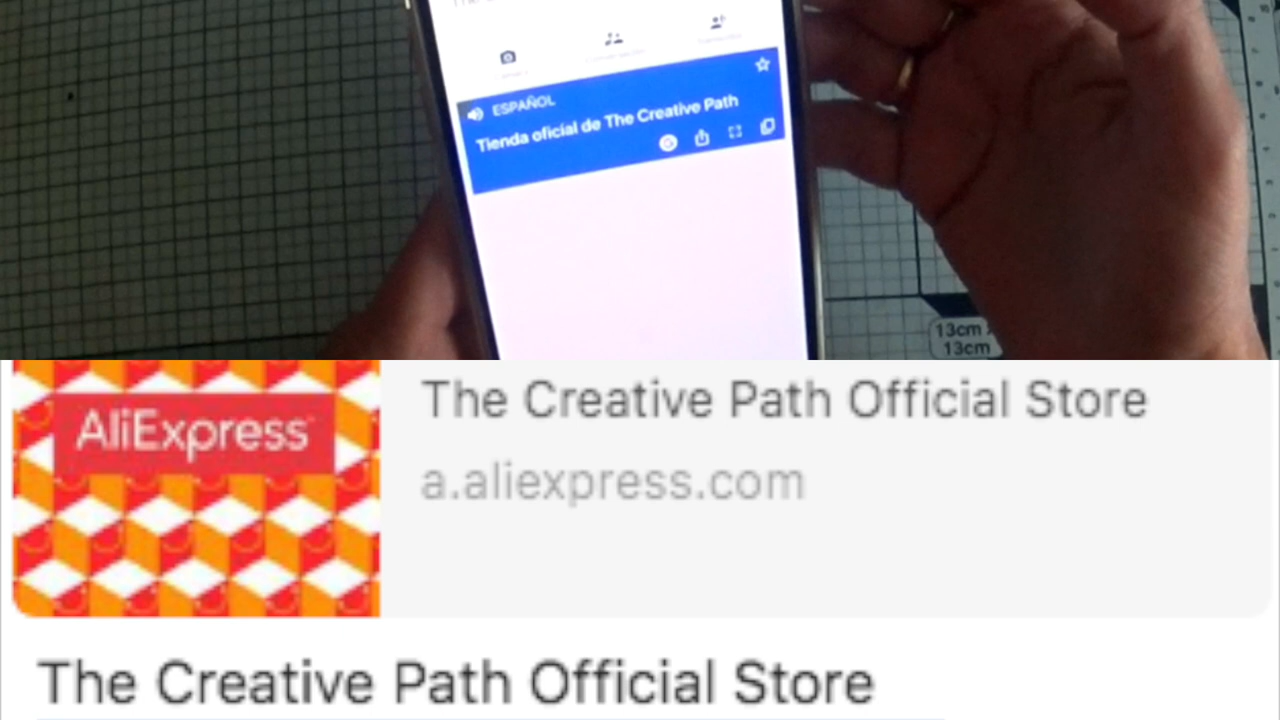 ESPAÑOL
Tienda oficial de The Creative Path
13cm x
13cm
AliExpress
The Creative Path Official Store
a.aliexpress.com
The Creative Path Official Store